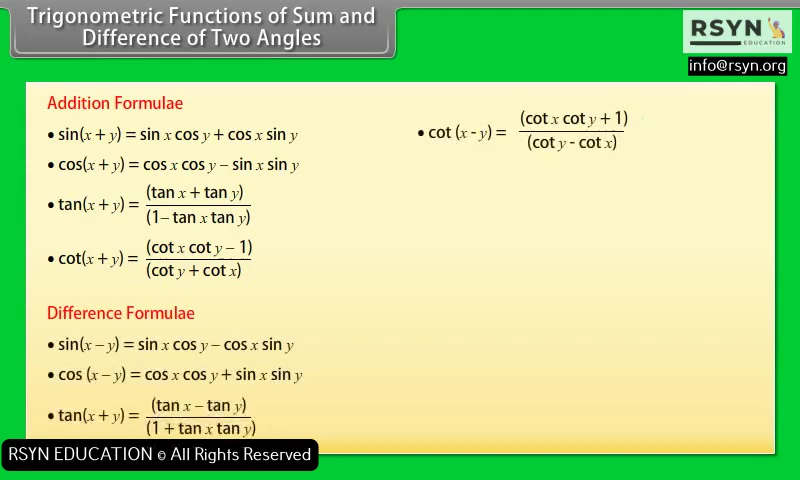 Trigonometric Functions of Sum and
Difference of Two Angles
RSYN
EDUCATION
info@rsyn.org
Addition Formulae
• sin(x + y) = sin x cos y + cos x sin y
• cos(x + y) = cos x cos y – sin x sin y
• tan(x + y) = (tan x + tan y) / (1 – tan x tan y)
• cot(x + y) = (cot x cot y – 1) / (cot y + cot x)
Difference Formulae
• sin(x – y) = sin x cos y – cos x sin y
• cos (x – y) = cos x cos y + sin x sin y
• tan(x + y) = (tan x – tan y) / (1 + tan x tan y)
• cot (x - y) = (cot x cot y + 1) / (cot y - cot x)
RSYN EDUCATION © All Rights Reserved